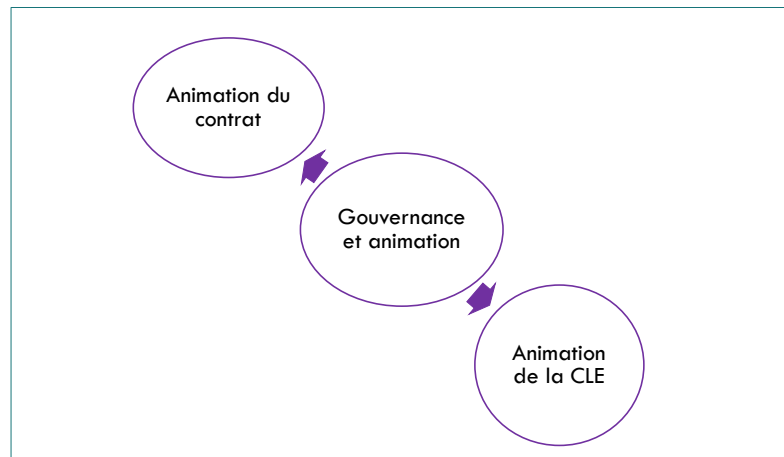 Animation du
contrat
Gouvernance
et animation
Animation
de la CLE